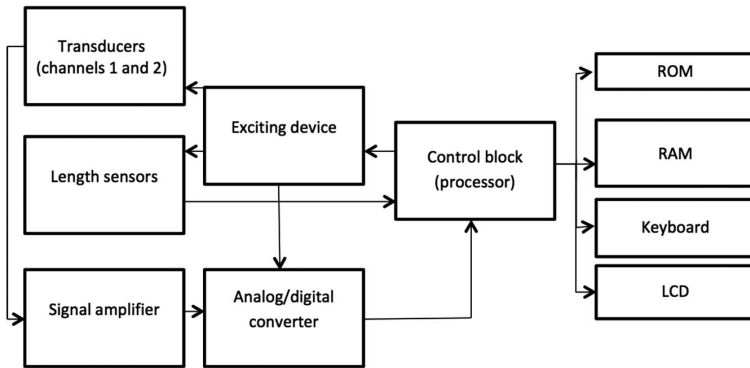 Transducers
(channels 1 and 2)
Exciting device
Length sensors
Control block
(processor)
Signal amplifier
Analog/digital
converter
ROM
RAM
Keyboard
LCD